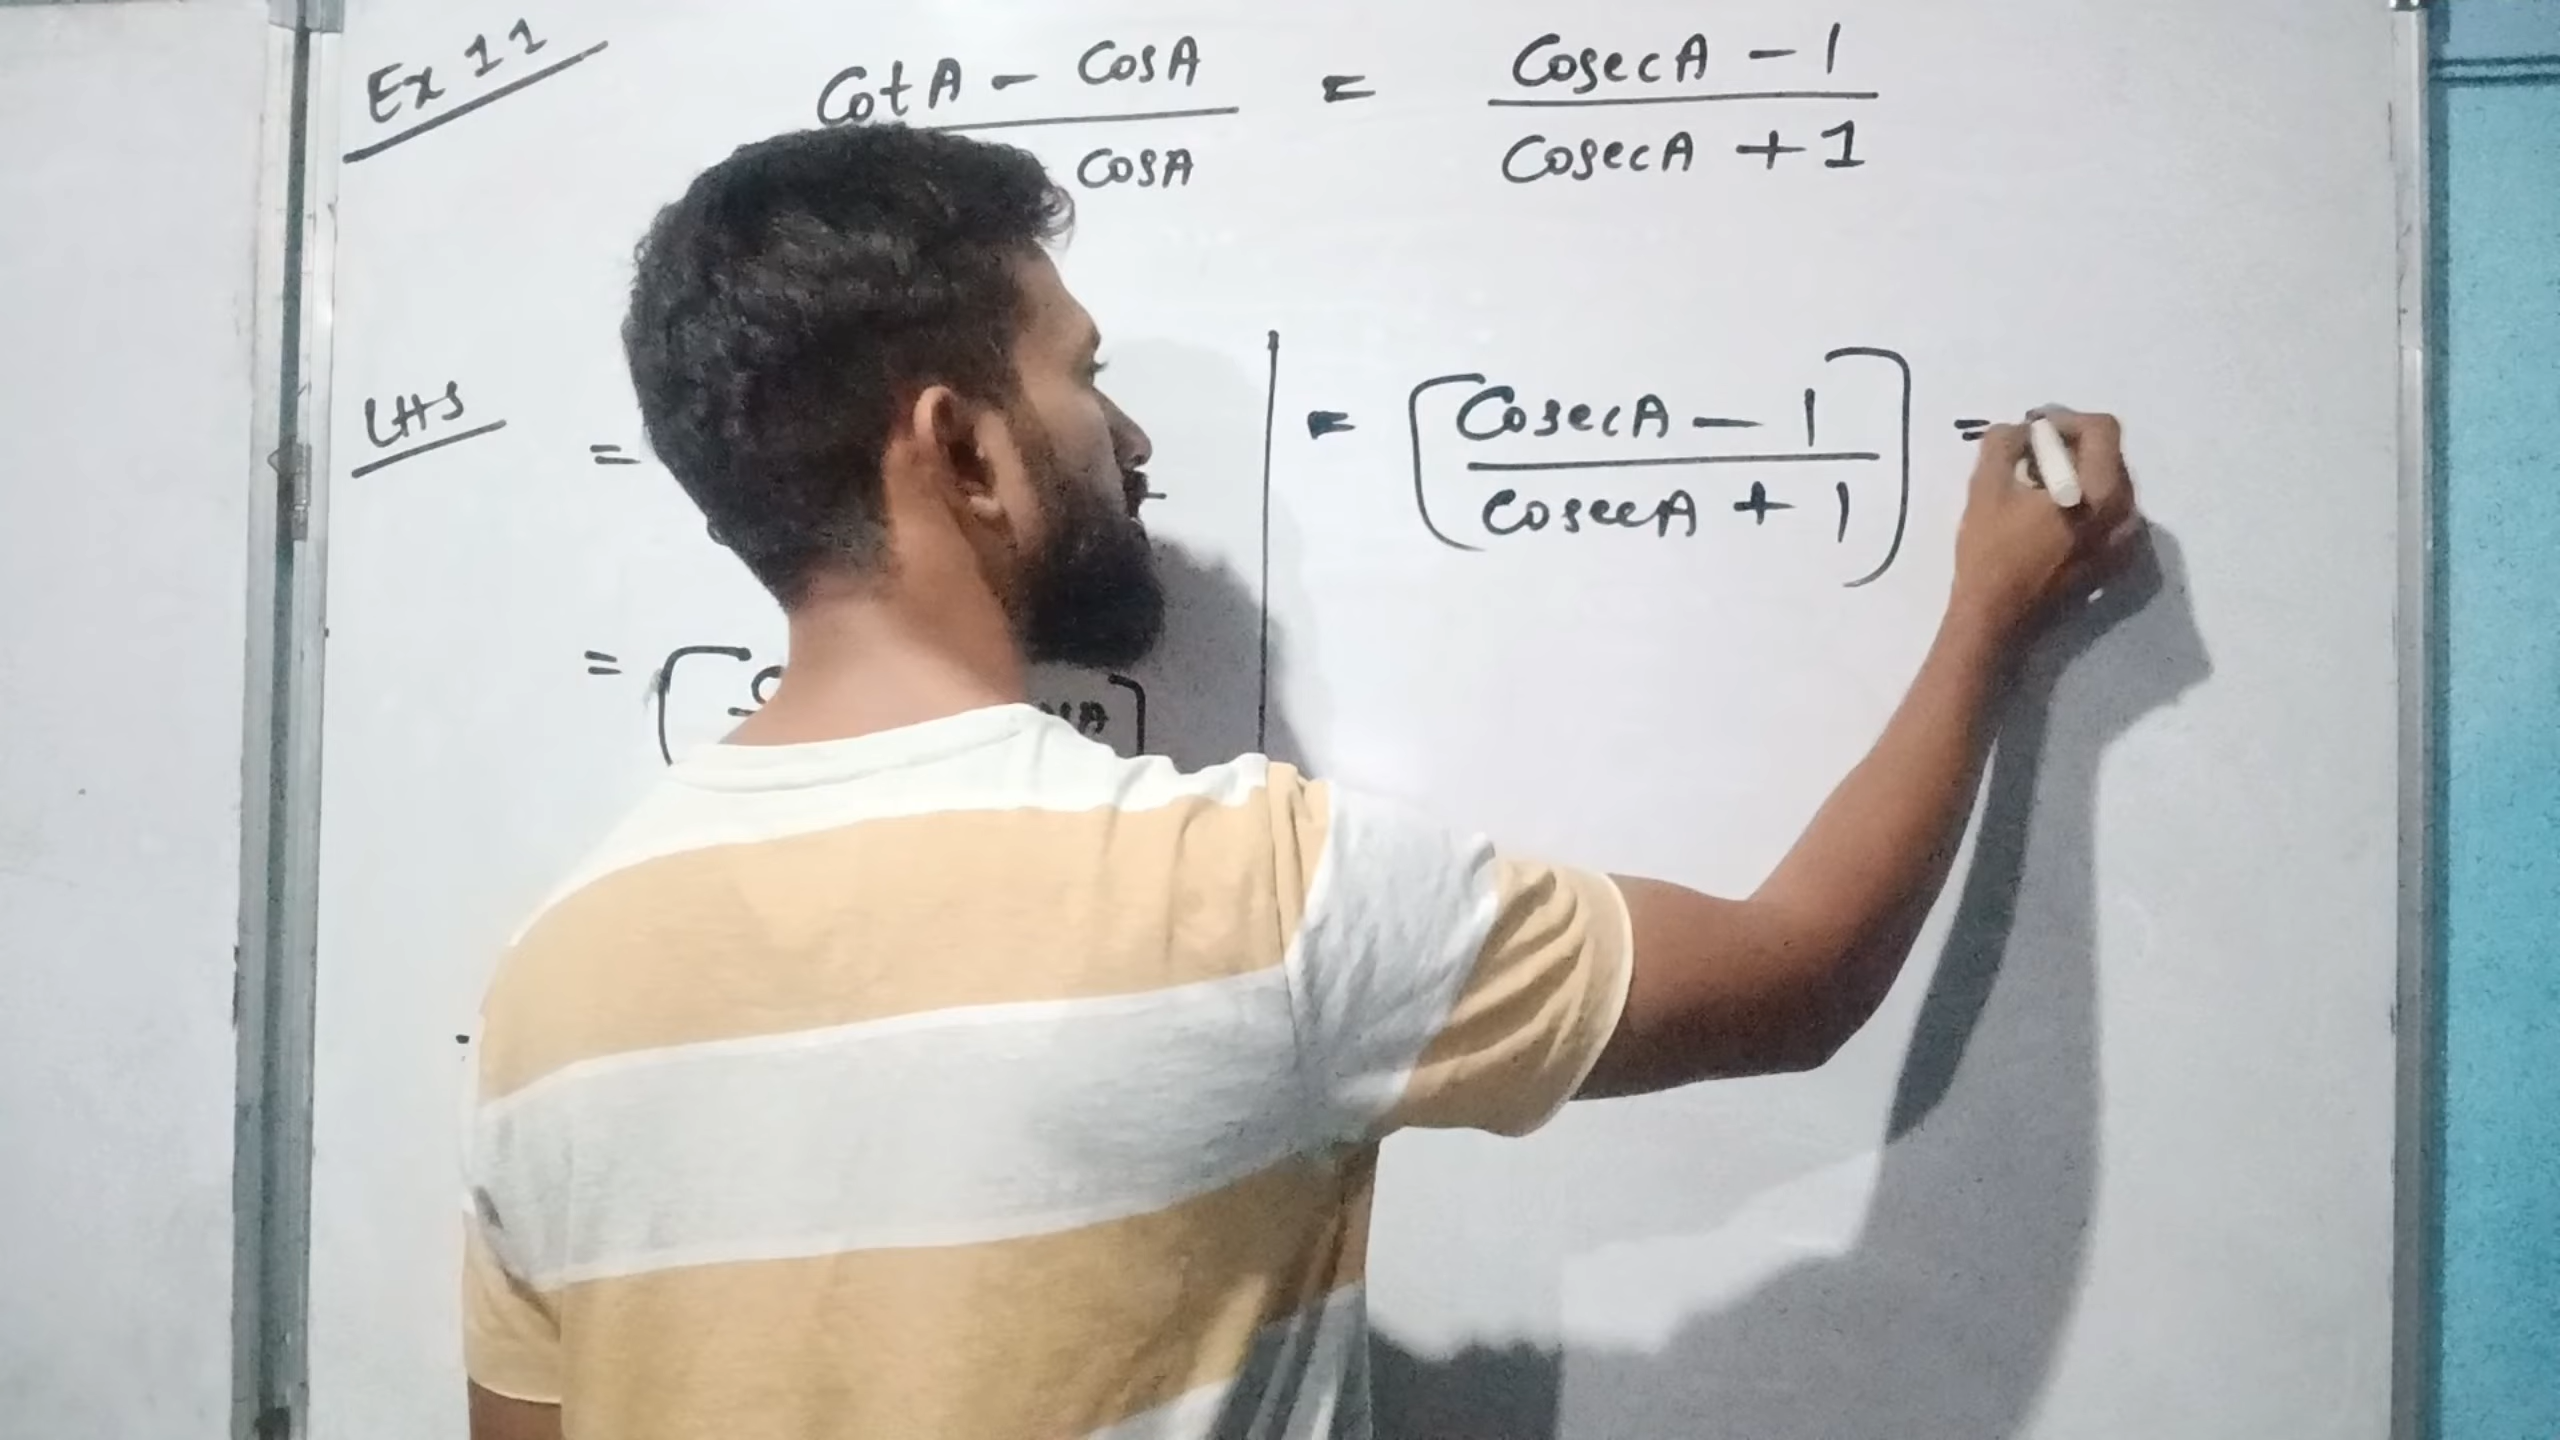 Ex 11
CotA - CosA = CosecA - 1
CosA CosecA + 1
LHS
= = CosecA - 1 =
CosecA + 1
=